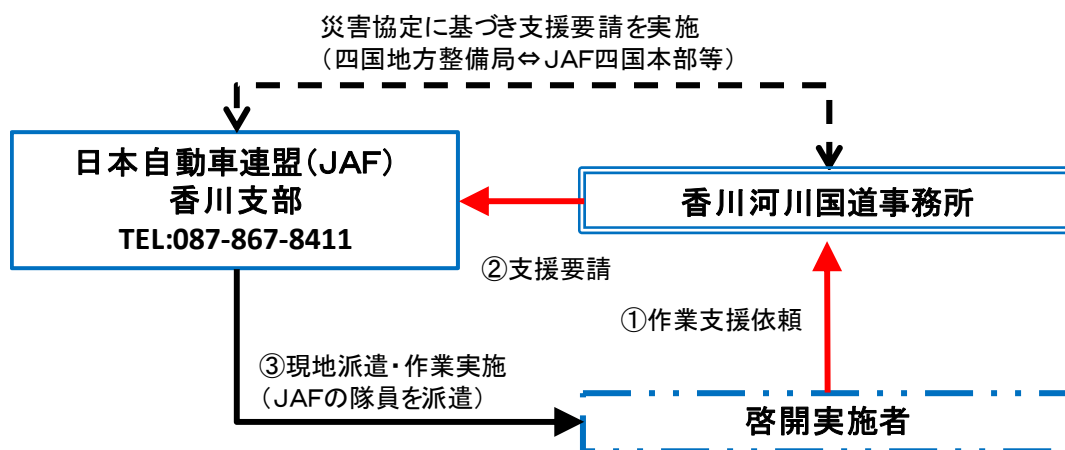 災害協定に基づき支援要請を実施
（四国地方整備局⇔JAF四国本部等）
日本自動車連盟（JAF）
香川支部
TEL:087-867-8411
香川河川国道事務所
②支援要請
①作業支援依頼
③現地派遣・作業実施
（JAFの隊員を派遣）
啓開実施者